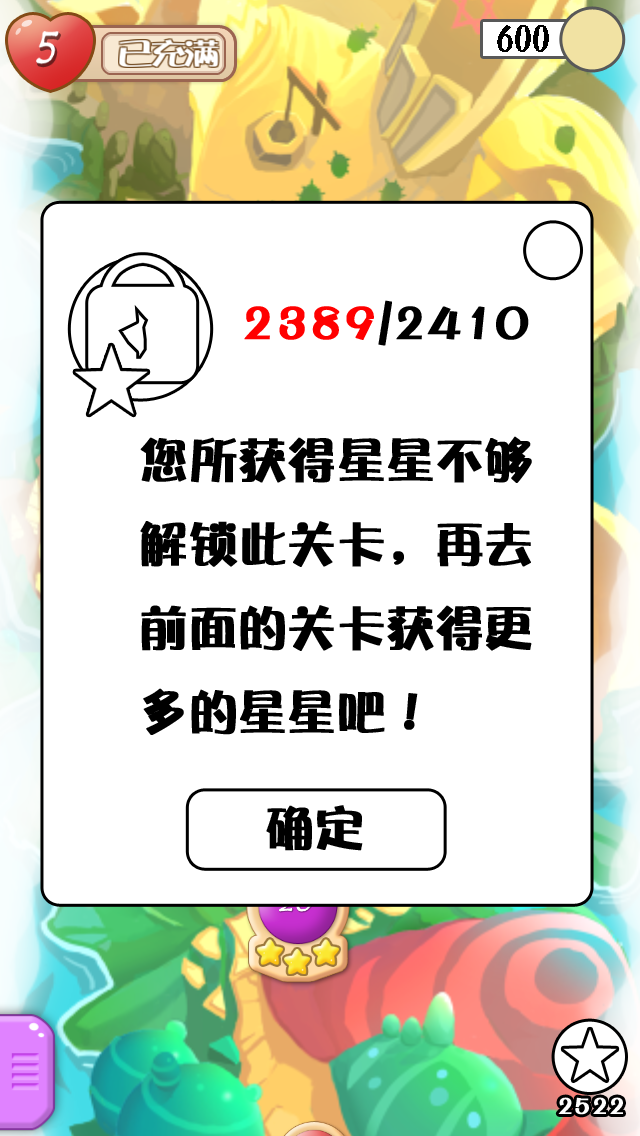 5 已充满
600
2389/2410
您所获得星星不够
解锁此关卡，再去
前面的关卡获得更
多的星星吧！
确定
2522